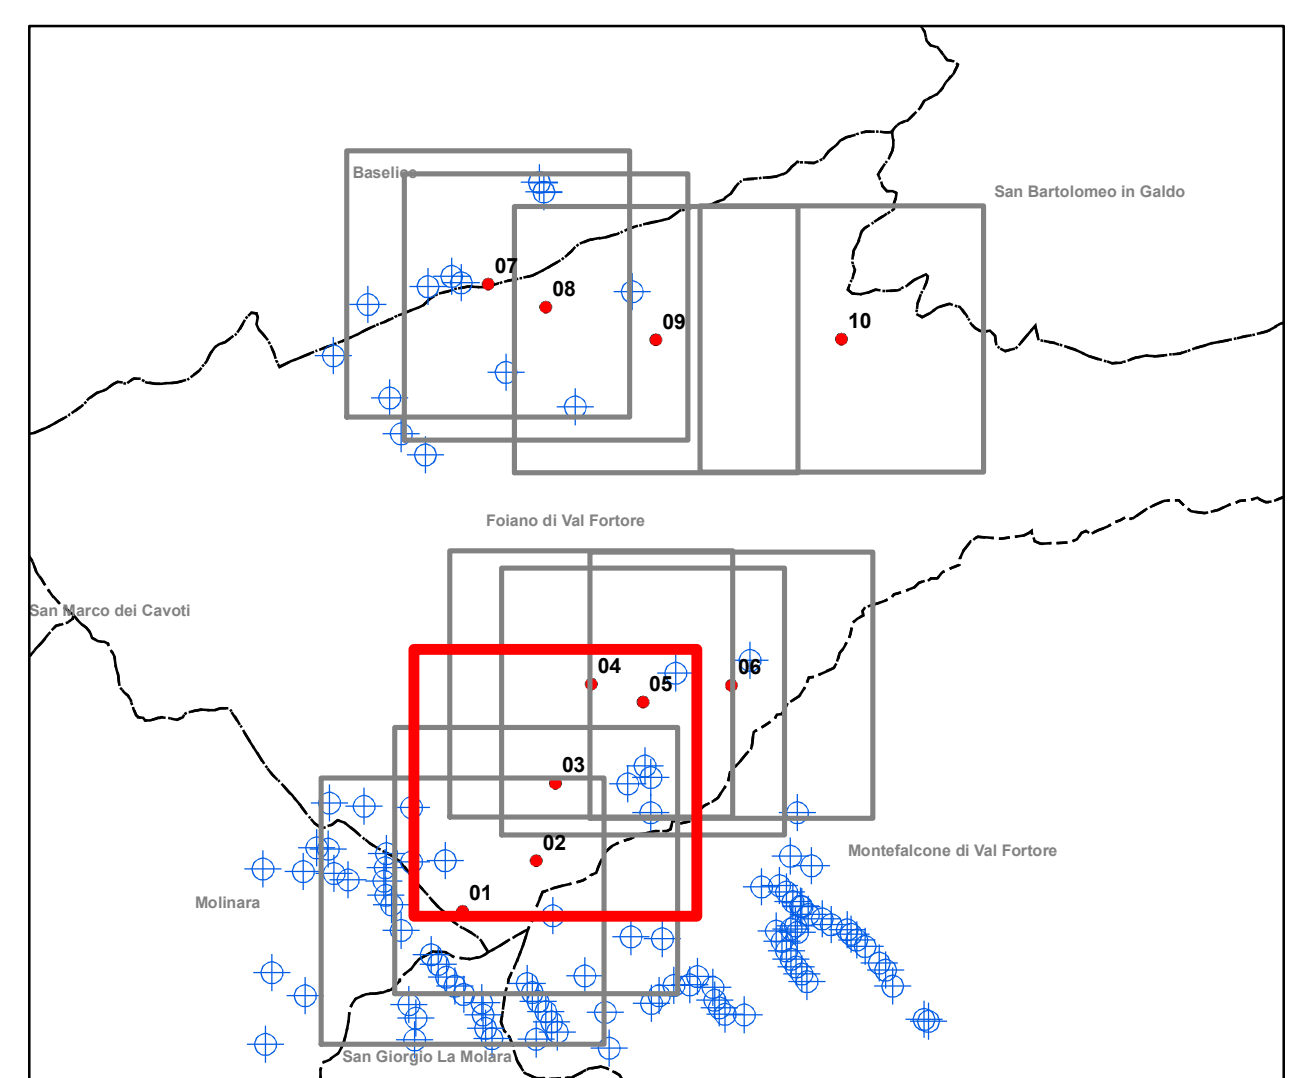 Baselice
San Bartolomeo in Galdo
07
08
09
10
Foiano di Val Fortore
San Marco dei Cavoti
04
06
05
03
02
Montefalcone di Val Fortore
01
Molinara
San Giorgio La Molara